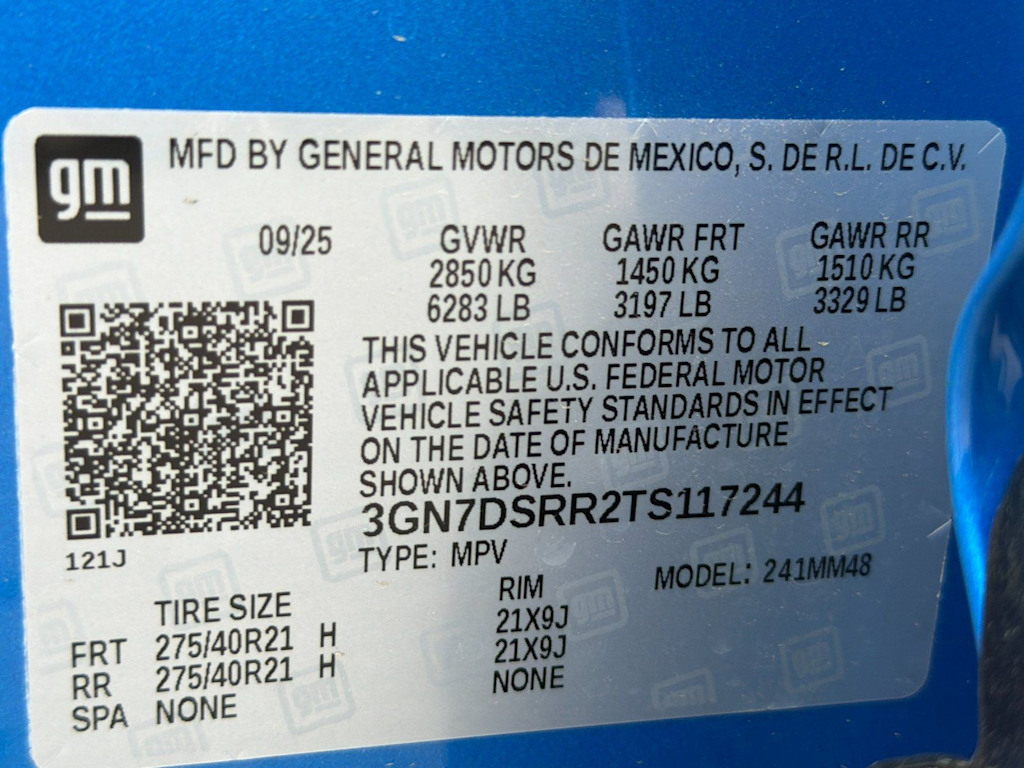 gm MFD BY GENERAL MOTORS DE MEXICO, S. DE R.L. DE C.V.
09/25 GVWR GAWR FRT GAWR RR
2850 KG 1450 KG 1510 KG
6283 LB 3197 LB 3329 LB
THIS VEHICLE CONFORMS TO ALL
APPLICABLE U.S. FEDERAL MOTOR
VEHICLE SAFETY STANDARDS IN EFFECT
ON THE DATE OF MANUFACTURE
SHOWN ABOVE.
3GN7DSRR2TS117244
121J
TYPE: MPV MODEL: 241MM48
TIRE SIZE RIM
FRT 275/40R21 H 21X9J
RR 275/40R21 H 21X9J
SPA NONE NONE